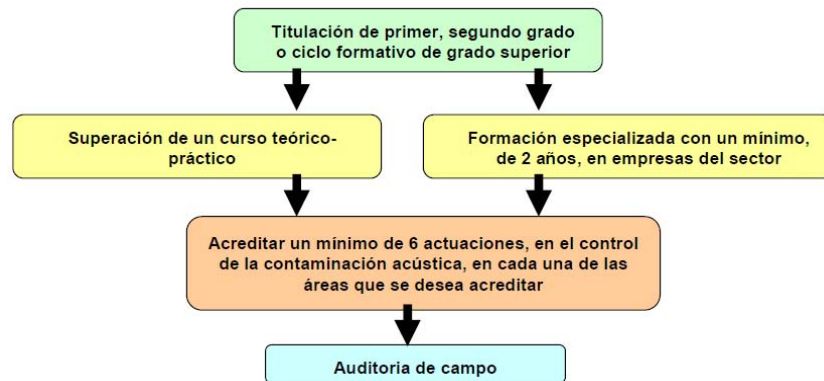 Titulación de primer, segundo grado
o ciclo formativo de grado superior
Superación de un curso teórico-
práctico
Formación especializada con un mínimo,
de 2 años, en empresas del sector
Acreditar un mínimo de 6 actuaciones, en el control
de la contaminación acústica, en cada una de las
áreas que se desea acreditar
Auditoria de campo